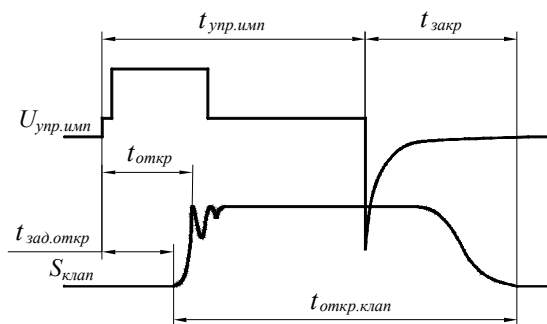 t упр.имп
t закр
U упр.имп
t откр
t зад.откр
S клап
t откр.клап